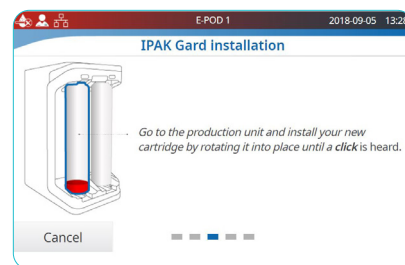 E-POD 1 2018-09-05 13:28
IPAK Gard installation
Go to the production unit and install your new
cartridge by rotating it into place until a click is heard.
Cancel